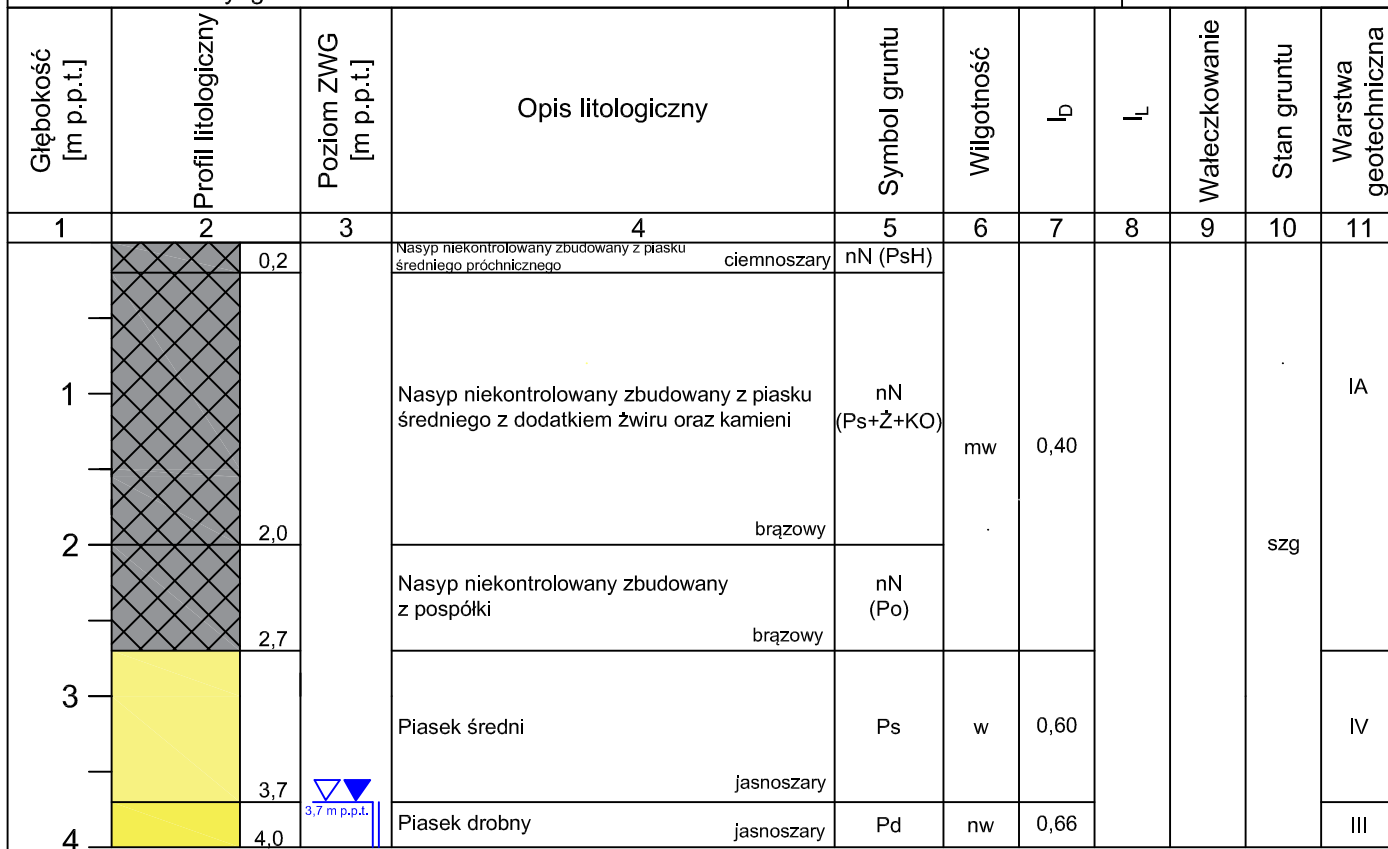 Głębokość
[m p.p.t.]
Profil litologiczny
Poziom ZWG
[m p.p.t.]
Opis litologiczny
Symbol gruntu
Wilgotność
I_D
I_L
Wałeczkowanie
Stan gruntu
Warstwa
geotechniczna
1 2 3 4 5 6 7 8 9 10 11
0,2
Nasyp niekontrolowany zbudowany z piasku
średniego próchnicznego
ciemnoszary
nN (PsH)
1
Nasyp niekontrolowany zbudowany z piasku
średniego z dodatkiem żwiru oraz kamieni
brązowy
nN
(Ps+Ż+KO)
mw
0,40
IA
2,0
2
szg
Nasyp niekontrolowany zbudowany
z pospółki
brązowy
nN
(Po)
2,7
3
Piasek średni
jasnoszary
Ps
w
0,60
IV
3,7
3,7 m p.p.t.
Piasek drobny
jasnoszary
Pd
nw
0,66
III
4
4,0